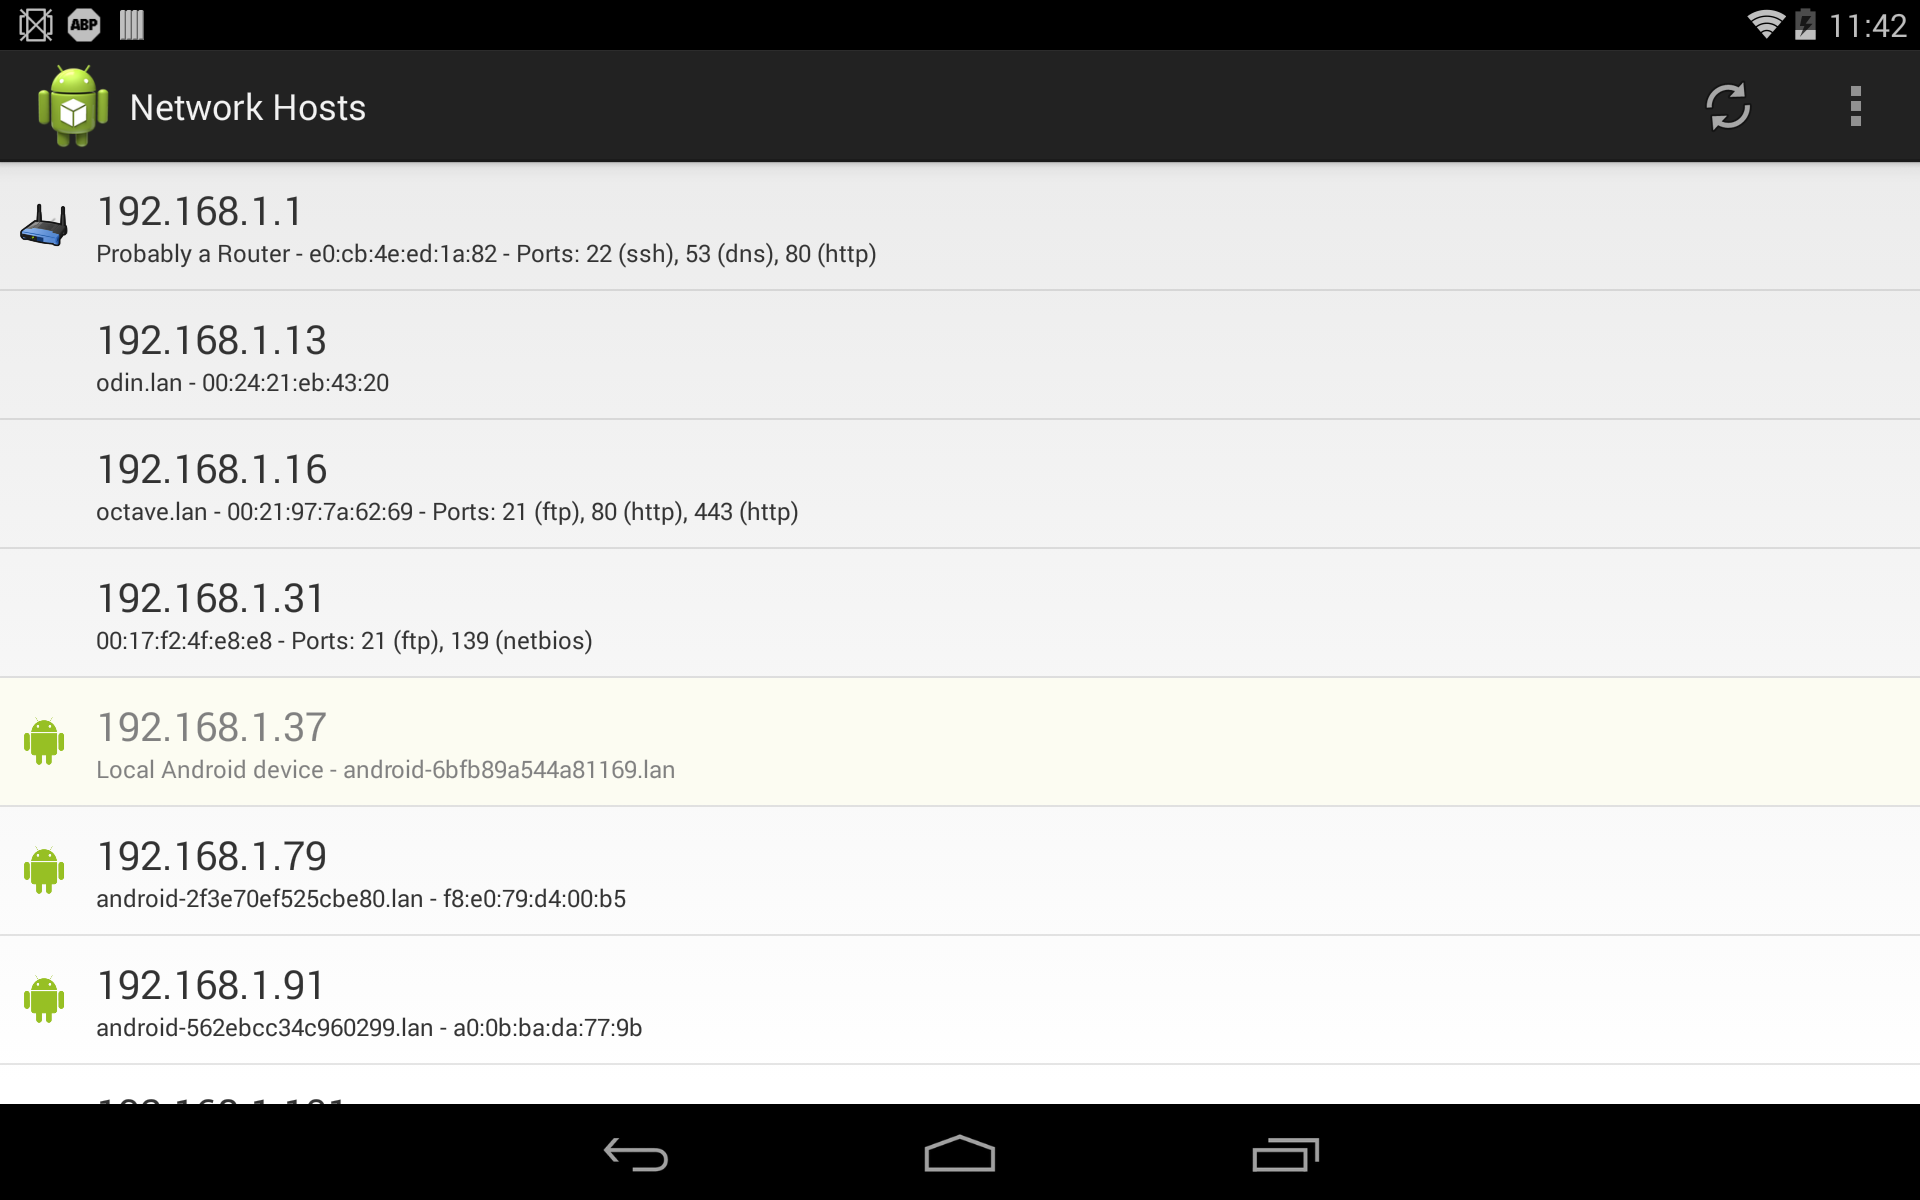 ABP
11:42
Network Hosts
192.168.1.1
Probably a Router - e0:cb:4e:ed:1a:82 - Ports: 22 (ssh), 53 (dns), 80 (http)
192.168.1.13
odin.lan - 00:24:21:eb:43:20
192.168.1.16
octave.lan - 00:21:97:7a:62:69 - Ports: 21 (ftp), 80 (http), 443 (http)
192.168.1.31
00:17:f2:4f:e8:e8 - Ports: 21 (ftp), 139 (netbios)
192.168.1.37
Local Android device - android-6bfb89a544a81169.lan
192.168.1.79
android-2f3e70ef525cbe80.lan - f8:e0:79:d4:00:b5
192.168.1.91
android-562ebcc34c960299.lan - a0:0b:ba:da:77:9b